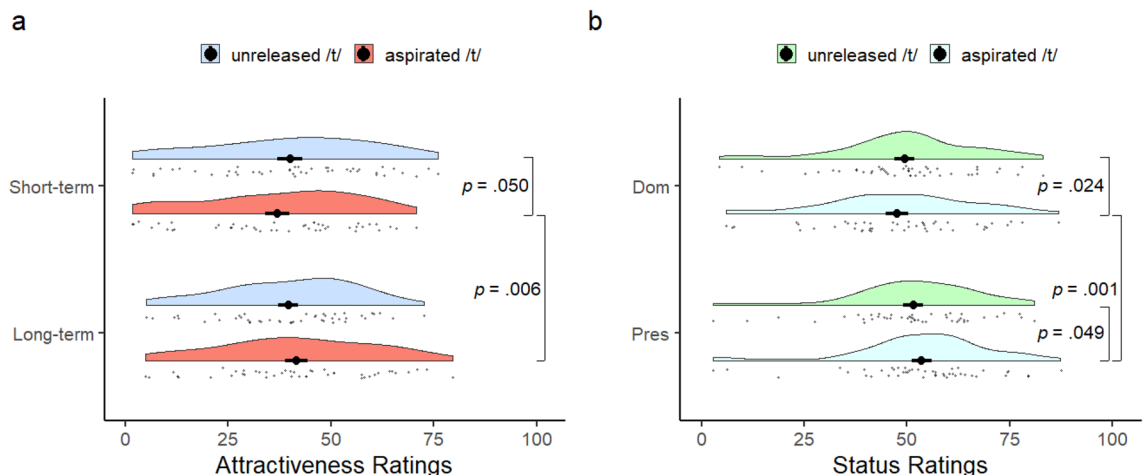 a
unreleased /t/ aspirated /t/
Short-term
p = .050
p = .006
Long-term
0 25 50 75 100
Attractiveness Ratings
b
unreleased /t/ aspirated /t/
Dom
p = .024
p = .001
p = .049
Pres
0 25 50 75 100
Status Ratings